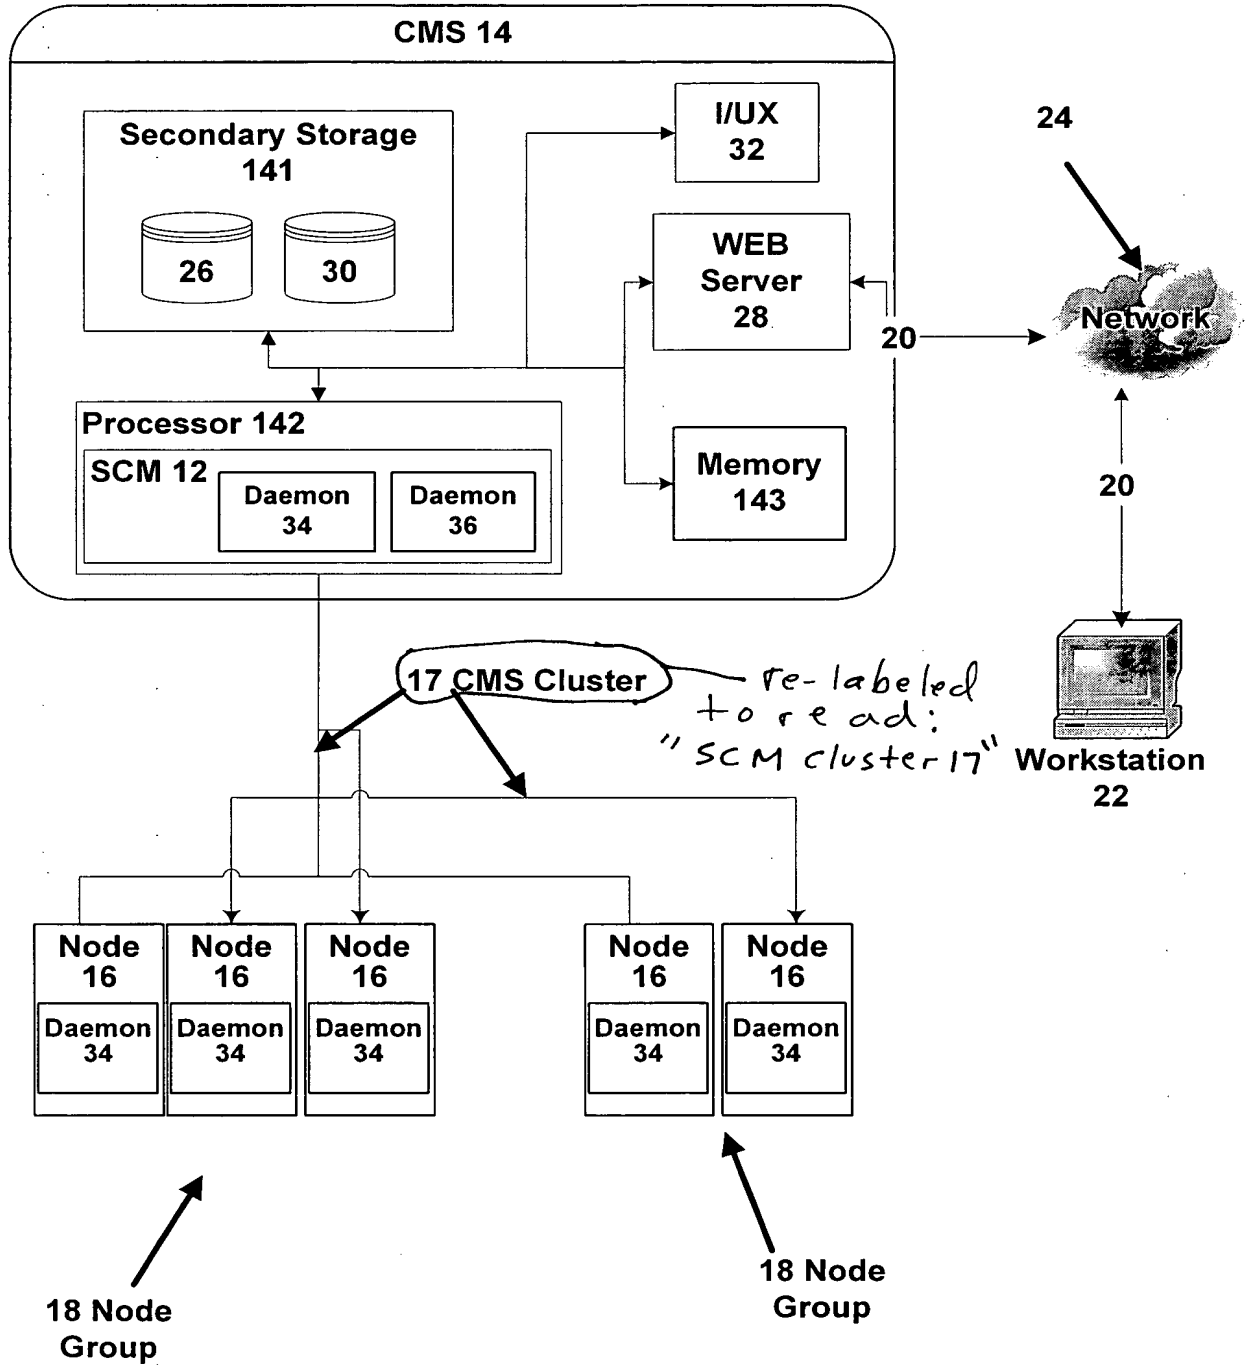 CMS 14
Secondary Storage
141
26
30
I/UX
32
WEB
Server
28
24
Network
20
20
Processor 142
SCM 12
Daemon
34
Daemon
36
Memory
143
17 CMS Cluster
re-labeled
to read:
"SCM cluster 17"
Workstation
22
Node
16
Daemon
34
Node
16
Daemon
34
Node
16
Daemon
34
Node
16
Daemon
34
Node
16
Daemon
34
18 Node
Group
18 Node
Group